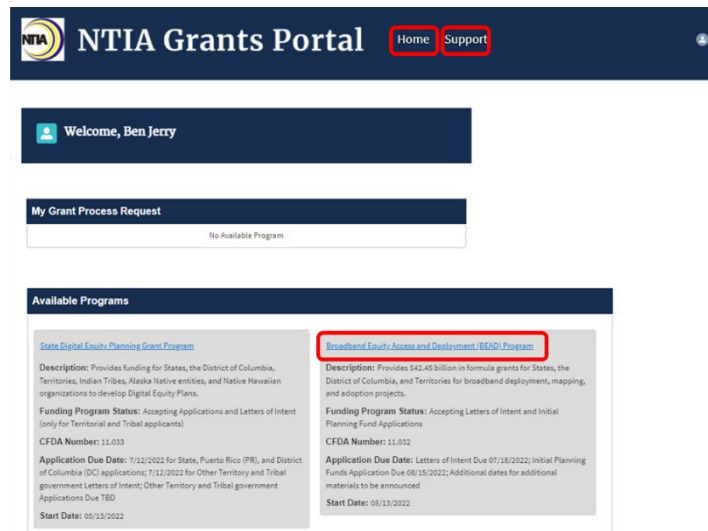 NTIA
NTIA Grants Portal
Home
Support
Welcome, Ben Jerry
My Grant Process Request
No Available Program
Available Programs
State Digital Equity Planning Grant Program
Description: Provides funding for States, the District of Columbia,
Territories, Indian Tribes, Alaska Native entities, and Native Hawaiian
organizations to develop Digital Equity Plans.
Funding Program Status: Accepting Applications and Letters of Intent
(only for Territorial and Tribal applicants)
CFDA Number: 11.033
Application Due Date: 7/12/2022 for State, Puerto Rico (PR), and District
of Columbia (DC) applications; 7/12/2022 for Other Territory and Tribal
government Letters of Intent; Other Territory and Tribal government
Applications Due TBD
Start Date: 05/13/2022
Broadband Equity Access and Deployment (BEAD) Program
Description: Provides $42.45 billion in formula grants for States, the
District of Columbia, and Territories for broadband deployment, mapping,
and adoption projects.
Funding Program Status: Accepting Letters of Intent and Initial
Planning Fund Applications
CFDA Number: 11.032
Application Due Date: Letters of Intent Due 07/18/2022; Initial Planning
Funds Application Due 08/15/2022; Additional dates for additional
materials to be announced
Start Date: 05/13/2022